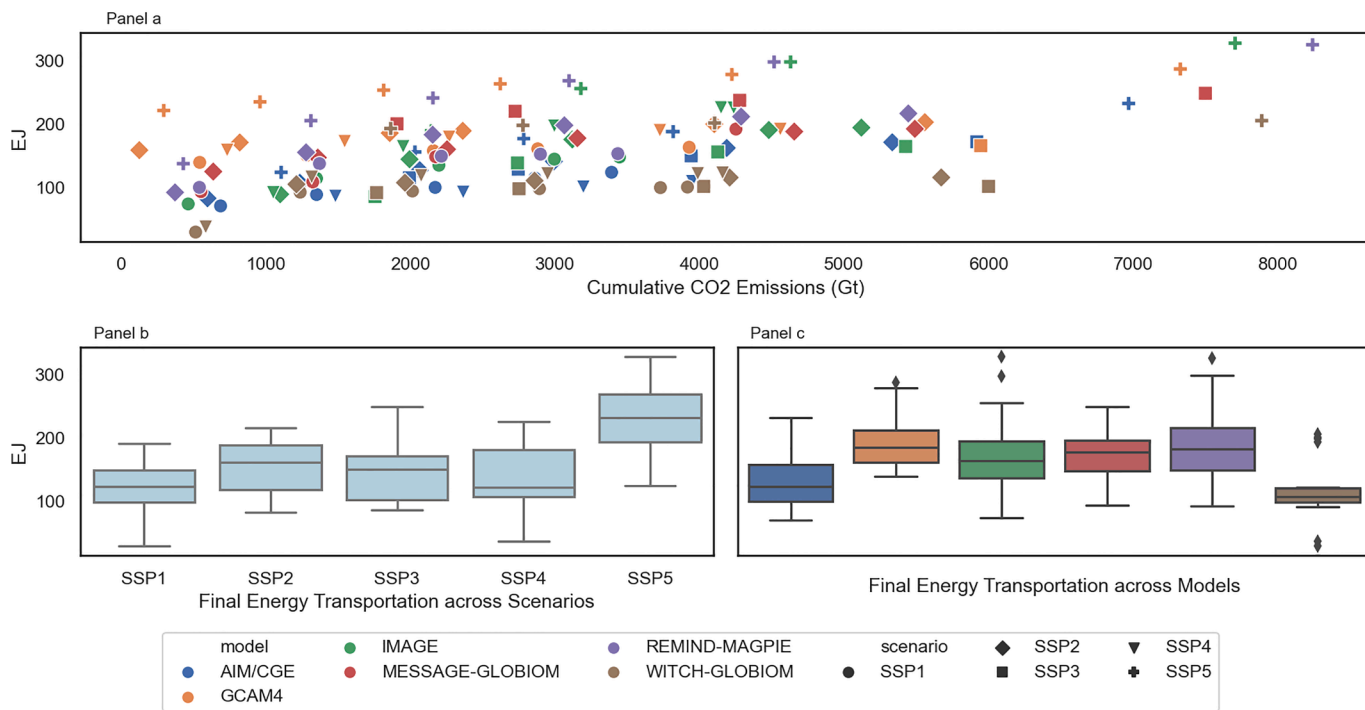 Panel a
EJ
300
200
100
0 1000 2000 3000 4000 5000 6000 7000 8000
Cumulative CO2 Emissions (Gt)
Panel b
EJ
300
200
100
SSP1 SSP2 SSP3 SSP4 SSP5
Final Energy Transportation across Scenarios
Panel c
Final Energy Transportation across Models
model IMAGE REMIND-MAGPIE scenario SSP2 SSP4
AIM/CGE MESSAGE-GLOBIOM WITCH-GLOBIOM SSP1 SSP3 SSP5
GCAM4